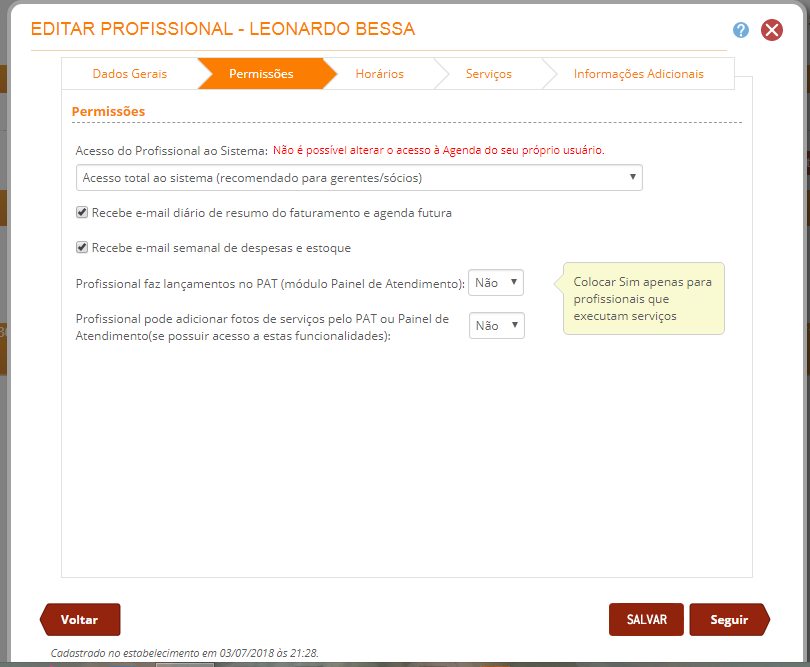 EDITAR PROFISSIONAL - LEONARDO BESSA
?
Dados Gerais
Permissões
Horários
Serviços
Informações Adicionais
Permissões
Acesso do Profissional ao Sistema: Não é possível alterar o acesso à Agenda do seu próprio usuário.
Acesso total ao sistema (recomendado para gerentes/sócios)
Recebe e-mail diário de resumo do faturamento e agenda futura
Recebe e-mail semanal de despesas e estoque
Profissional faz lançamentos no PAT (módulo Painel de Atendimento): Não
Colocar Sim apenas para
profissionais que
executam serviços
Profissional pode adicionar fotos de serviços pelo PAT ou Painel de
Atendimento(se possuir acesso a estas funcionalidades):
Não
Voltar
SALVAR
Seguir
Cadastrado no estabelecimento em 03/07/2018 às 21:28.